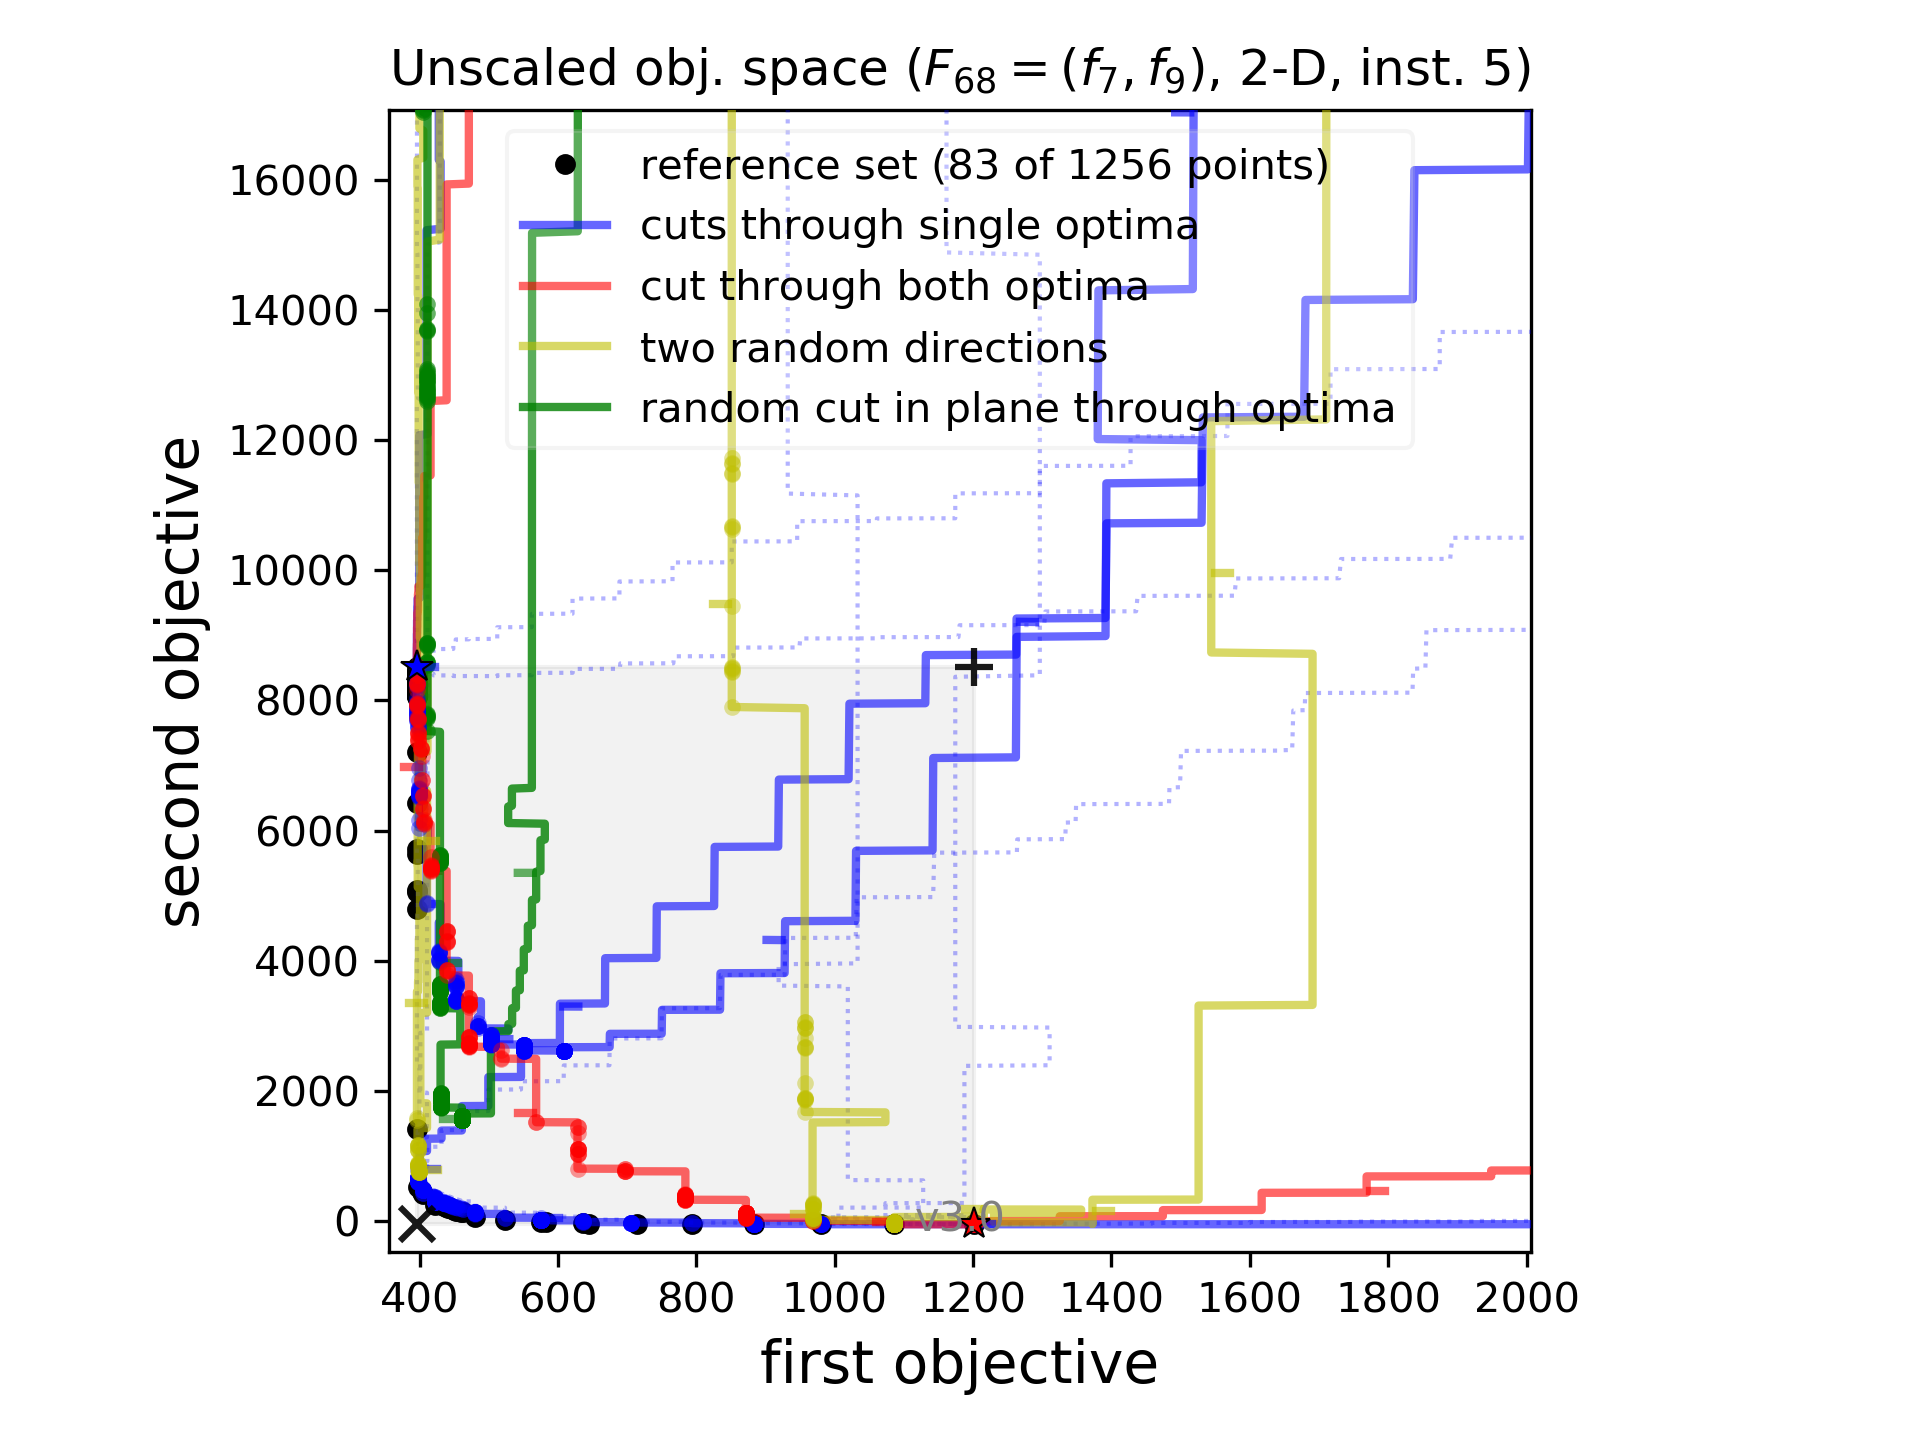 Unscaled obj. space (F68 = (f7, f9), 2-D, inst. 5)
reference set (83 of 1256 points)
cuts through single optima
cut through both optima
two random directions
random cut in plane through optima
second objective
16000
14000
12000
10000
8000
6000
4000
2000
0
v3.0
400 600 800 1000 1200 1400 1600 1800 2000
first objective